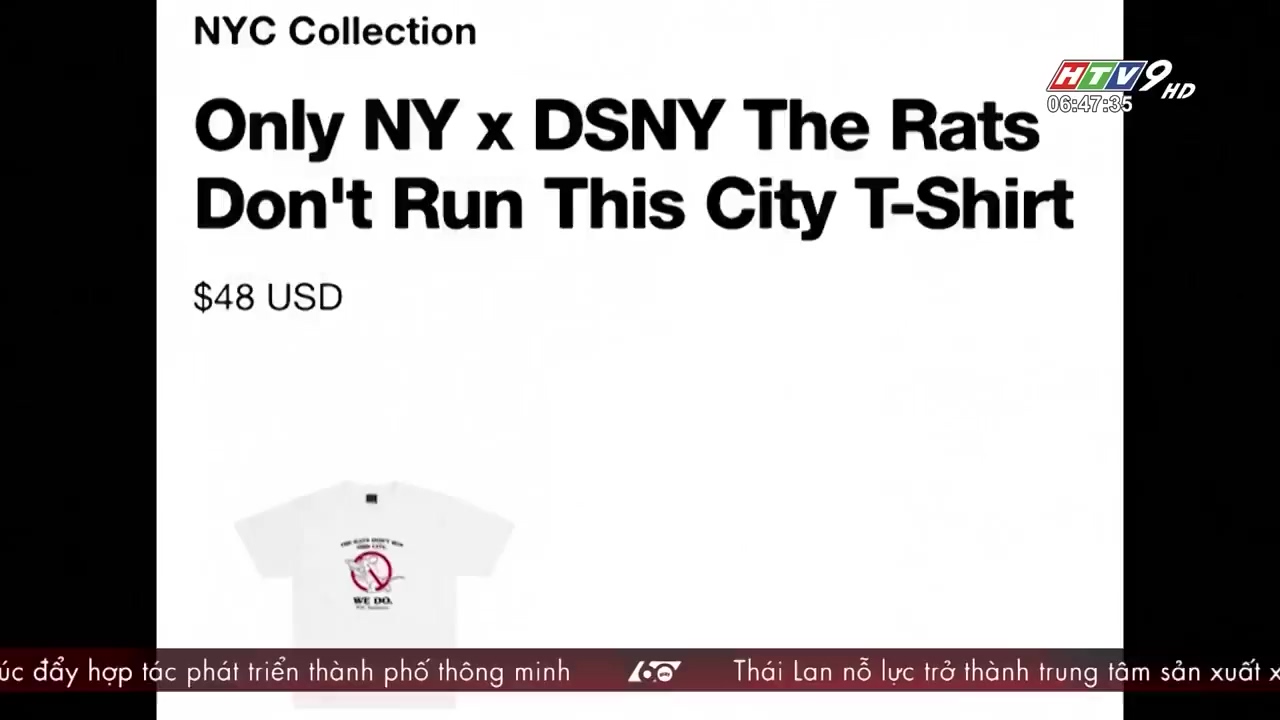 NYC Collection
HTV9 HD
06:47:35
Only NY x DSNY The Rats
Don't Run This City T-Shirt
$48 USD
THE RATS DON'T RUN
THIS CITY.
WE DO.
úc đẩy hợp tác phát triển thành phố thông minh 60 giây Thái Lan nỗ lực trở thành trung tâm sản xuất x